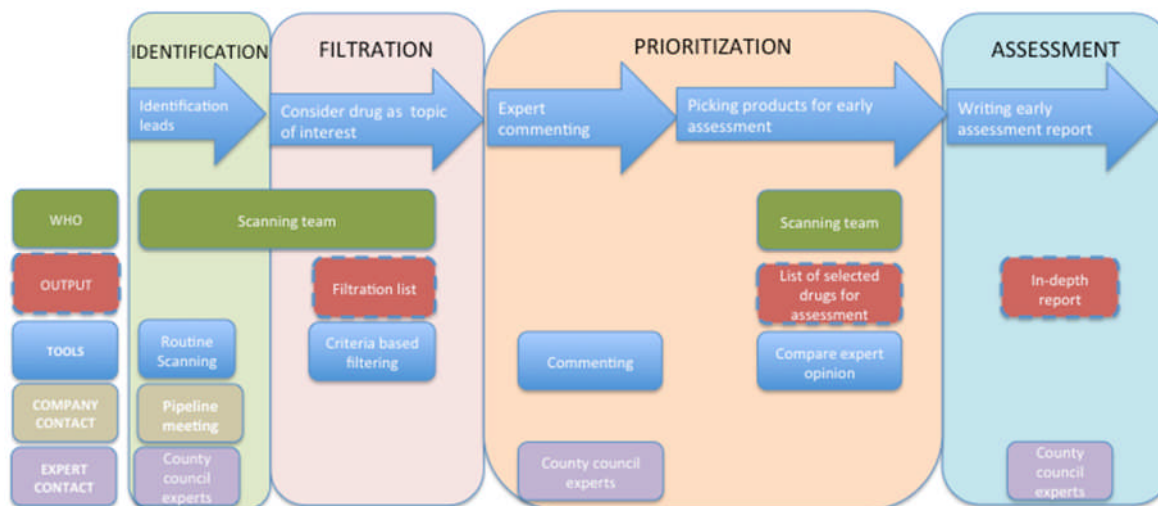 IDENTIFICATION
FILTRATION
PRIORITIZATION
ASSESSMENT
Identification
leads
Consider drug as topic
of interest
Expert
commenting
Picking products for early
assessment
Writing early
assessment report
WHO
Scanning team
Scanning team
OUTPUT
Filtration list
List of selected
drugs for
assessment
In-depth
report
TOOLS
Routine
Scanning
Criteria based
filtering
Commenting
Compare expert
opinion
COMPANY
CONTACT
Pipeline
meeting
EXPERT
CONTACT
County
council
experts
County council
experts
County
council
experts